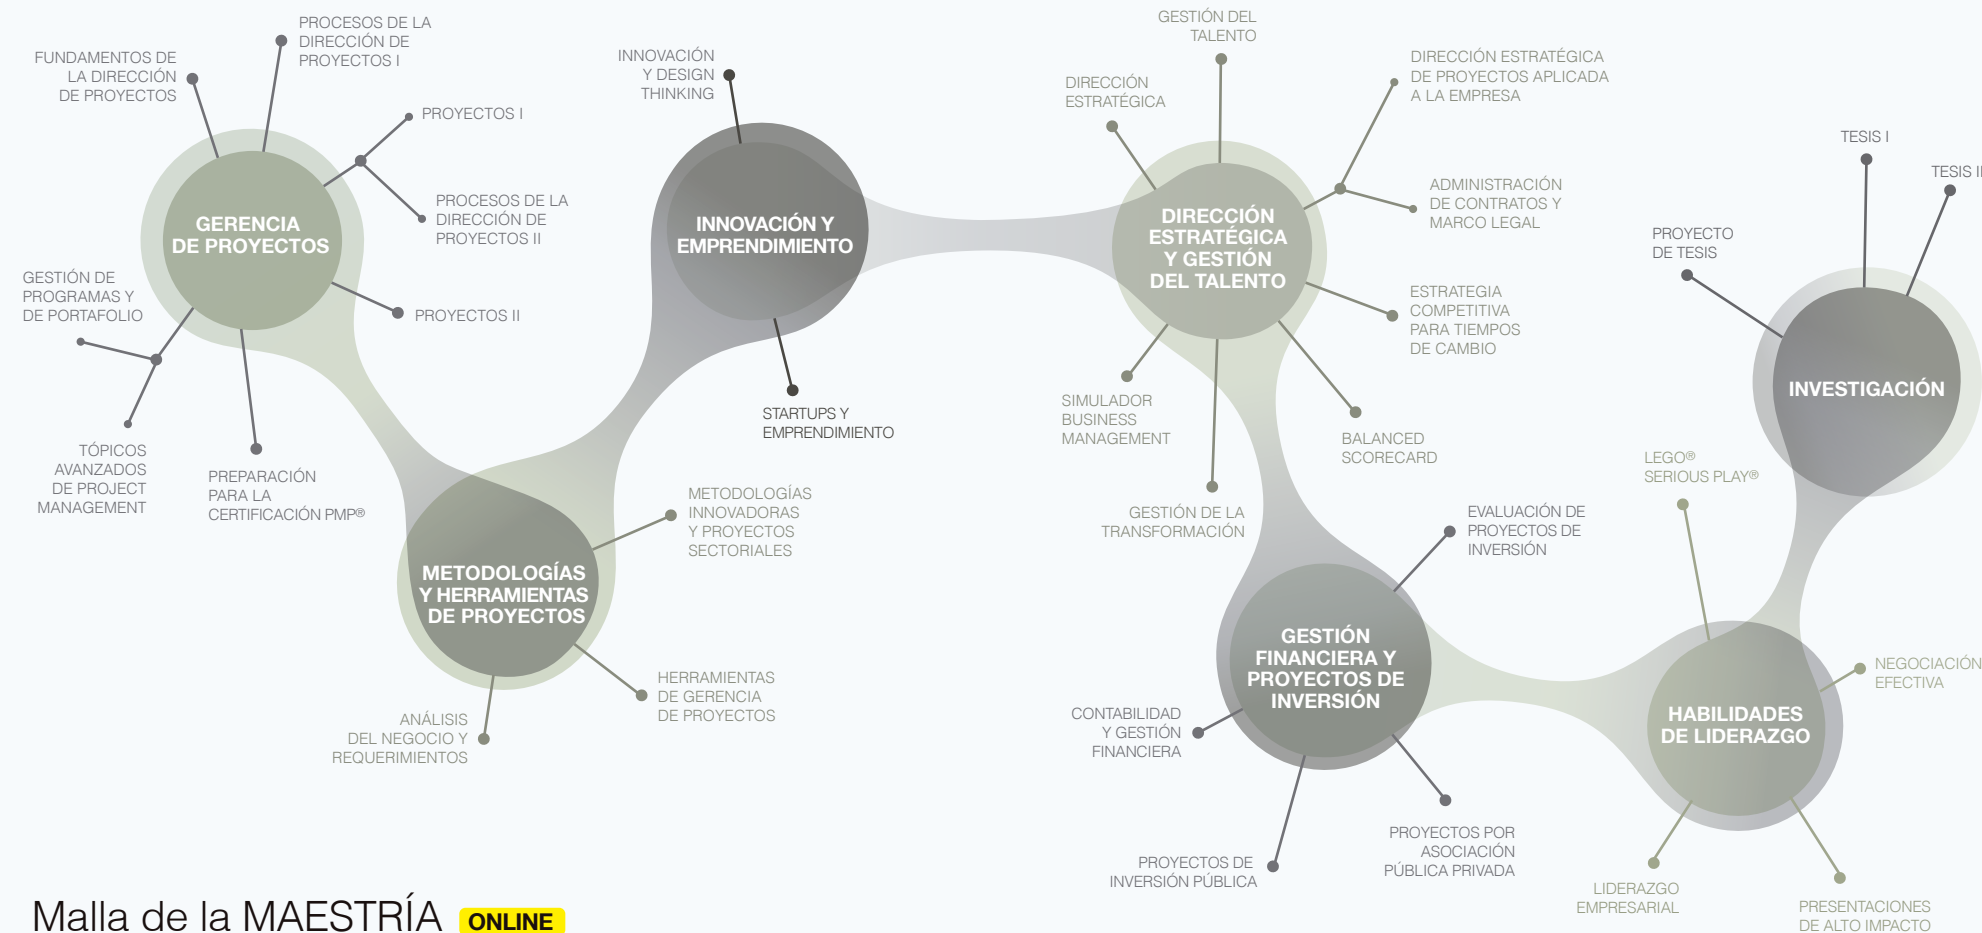 PROCESOS DE LA
DIRECCIÓN DE
PROYECTOS I
FUNDAMENTOS DE
LA DIRECCIÓN
DE PROYECTOS
PROYECTOS I
PROCESOS DE LA
DIRECCIÓN DE
PROYECTOS II
GERENCIA
DE PROYECTOS
GESTIÓN DE
PROGRAMAS Y
DE PORTAFOLIO
PROYECTOS II
TÓPICOS
AVANZADOS
DE PROJECT
MANAGEMENT
PREPARACIÓN
PARA LA
CERTIFICACIÓN PMP®
METODOLOGÍAS
Y HERRAMIENTAS
DE PROYECTOS
METODOLOGÍAS
INNOVADORAS
Y PROYECTOS
SECTORIALES
HERRAMIENTAS
DE GERENCIA
DE PROYECTOS
ANÁLISIS
DEL NEGOCIO Y
REQUERIMIENTOS
INNOVACIÓN
Y DESIGN
THINKING
INNOVACIÓN Y
EMPRENDIMIENTO
STARTUPS Y
EMPRENDIMIENTO
GESTIÓN DEL
TALENTO
DIRECCIÓN
ESTRATÉGICA
DIRECCIÓN ESTRATÉGICA
DE PROYECTOS APLICADA
A LA EMPRESA
ADMINISTRACIÓN
DE CONTRATOS Y
MARCO LEGAL
DIRECCIÓN
ESTRATÉGICA
Y GESTIÓN
DEL TALENTO
ESTRATEGIA
COMPETITIVA
PARA TIEMPOS
DE CAMBIO
SIMULADOR
BUSINESS
MANAGEMENT
BALANCED
SCORECARD
GESTIÓN DE LA
TRANSFORMACIÓN
EVALUACIÓN DE
PROYECTOS DE
INVERSIÓN
GESTIÓN
FINANCIERA Y
PROYECTOS DE
INVERSIÓN
CONTABILIDAD
Y GESTIÓN
FINANCIERA
PROYECTOS DE
INVERSIÓN PÚBLICA
PROYECTOS POR
ASOCIACIÓN
PÚBLICA PRIVADA
TESIS I
TESIS II
PROYECTO
DE TESIS
INVESTIGACIÓN
LEGO®
SERIOUS PLAY®
NEGOCIACIÓN
EFECTIVA
HABILIDADES
DE LIDERAZGO
LIDERAZGO
EMPRESARIAL
PRESENTACIONES
DE ALTO IMPACTO
Malla de la MAESTRÍA ONLINE